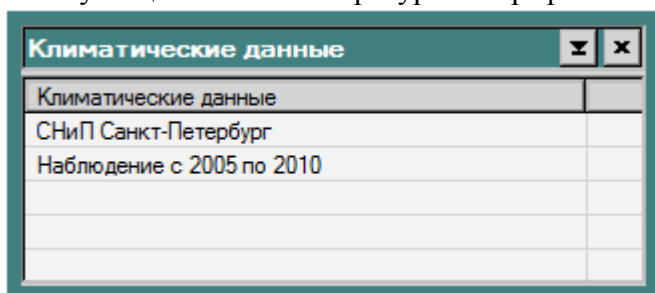 Климатические данные
Климатические данные
СНиП Санкт-Петербург
Наблюдение с 2005 по 2010